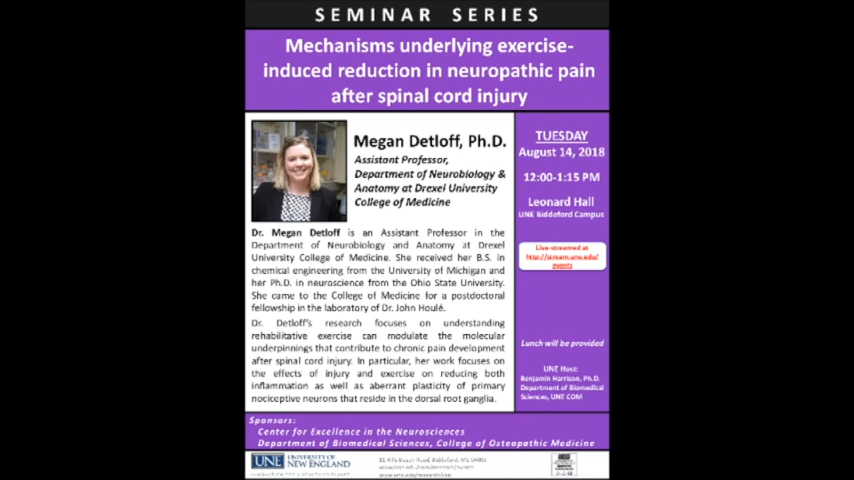 SEMINAR SERIES
Mechanisms underlying exercise-
induced reduction in neuropathic pain
after spinal cord injury
Megan Detloff, Ph.D.
Assistant Professor,
Department of Neurobiology &
Anatomy at Drexel University
College of Medicine
Dr. Megan Detloff is an Assistant Professor in the
Department of Neurobiology and Anatomy at Drexel
University College of Medicine. She received her B.S. in
chemical engineering from the University of Michigan and
her Ph.D. in neuroscience from the Ohio State University.
She came to the College of Medicine for a postdoctoral
fellowship in the laboratory of Dr. John Houlé.
Dr. Detloff's research focuses on understanding
rehabilitative exercise can modulate the molecular
underpinnings that contribute to chronic pain development
after spinal cord injury. In particular, her work focuses on
the effects of injury and exercise on reducing both
inflammation as well as aberrant plasticity of primary
nociceptive neurons that reside in the dorsal root ganglia.
TUESDAY
August 14, 2018
12:00-1:15 PM
Leonard Hall
UNE Biddeford Campus
Live-streamed at
http://stream.une.edu/
events
Lunch will be provided
UNE Host:
Benjamin Harrison, Ph.D.
Department of Biomedical
Sciences, UNE COM
Sponsors:
Center for Excellence in the Neurosciences
Department of Biomedical Sciences, College of Osteopathic Medicine
UNE UNIVERSITY OF
NEW ENGLAND